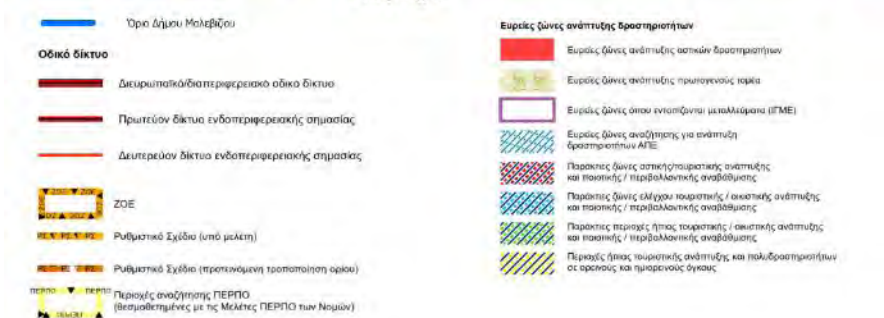 Όριο Δήμου Μαλεβιζίου
Οδικό δίκτυο
Διευρωπαϊκό/διαπεριφερειακο οδικο δίκτυο
Πρωτεύον δίκτυο ενδοπεριφερειακής σημασίας
Δευτερεύον δίκτυο ενδοπεριφερειακής σημασίας
ΖΟΕ
Ρυθμιστικό Σχέδιο (υπό μελέτη)
Ρυθμιστικό Σχέδιο (προτεινόμενη τροποποίηση ορίου)
ΠΕΡΠΟ ΠΕΡΠΟ
Περιοχές αναζήτησης ΠΕΡΠΟ
(θεσμοθετημένες με τις Μελέτες ΠΕΡΠΟ των Νομών)
Ευρείες ζώνες ανάπτυξης δραστηριοτήτων
Ευρείες ζώνες ανάπτυξης αστικών δραστηριοτήτων
Ευρείες ζώνες ανάπτυξης πρωτογενούς τομέα
Ευρείες ζώνες όπου εντοπίζονται μεταλλεύματα (ΙΓΜΕ)
Ευρείες ζώνες αναζήτησης για ανάπτυξη
δραστηριοτήτων ΑΠΕ
Παράκτιες ζώνες αστικής/τουριστικής ανάπτυξης
και ποιοτικής / περιβαλλοντικής αναβάθμισης
Παράκτιες ζώνες ελέγχου τουριστικής / οικιστικής ανάπτυξης
και ποιοτικής / περιβαλλοντικής αναβάθμισης
Παράκτιες περιοχές ήπιας τουριστικής / οικιστικής ανάπτυξης
και ποιοτικής / περιβαλλοντικής αναβάθμισης
Περιοχές ήπιας τουριστικής ανάπτυξης και πολυδραστηριοτήτων
σε ορεινούς και ημιορεινούς όγκους